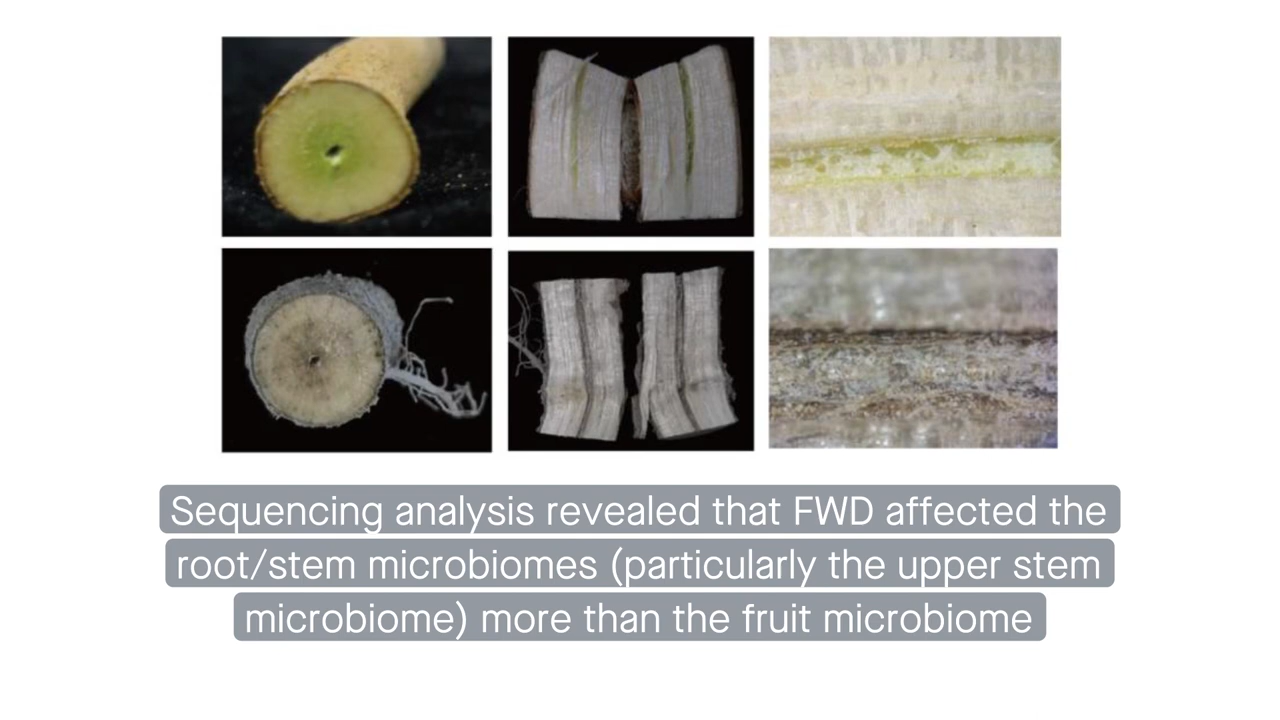 Sequencing analysis revealed that FWD affected the
root/stem microbiomes (particularly the upper stem
microbiome) more than the fruit microbiome